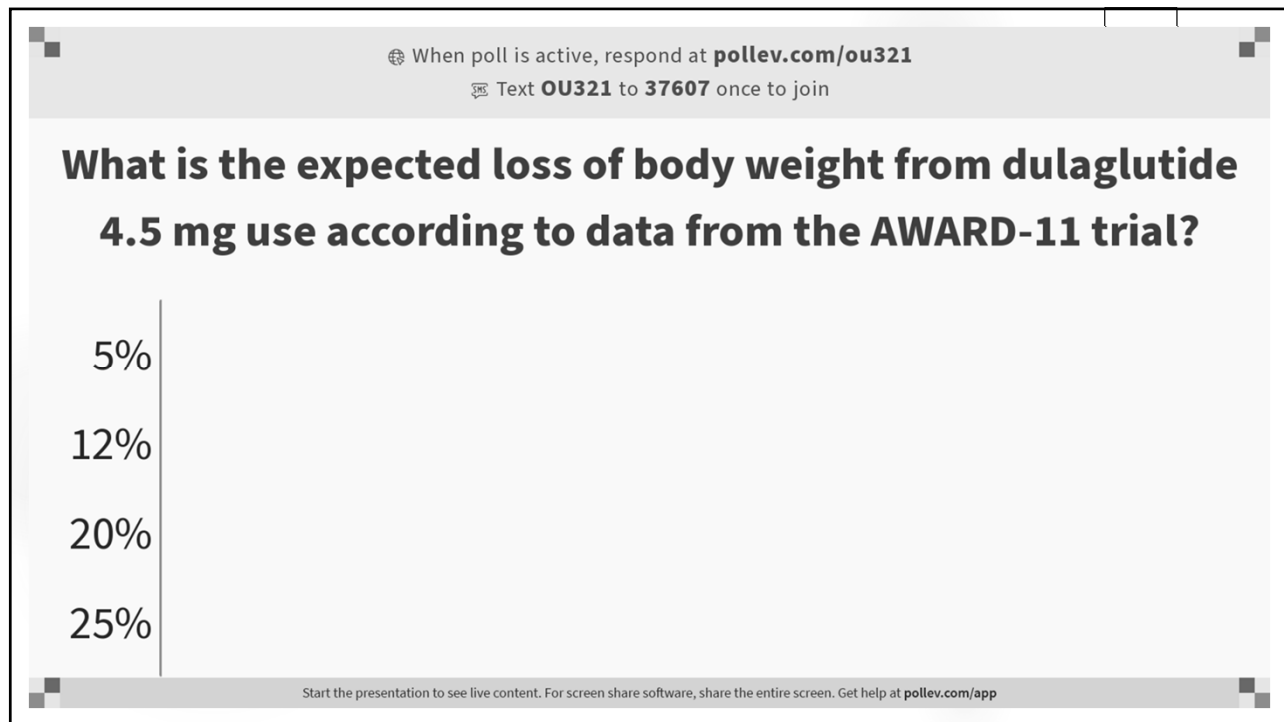 When poll is active, respond at pollev.com/ou321
Text OU321 to 37607 once to join
What is the expected loss of body weight from dulaglutide
4.5 mg use according to data from the AWARD-11 trial?
5%
12%
20%
25%
Start the presentation to see live content. For screen share software, share the entire screen. Get help at pollev.com/app